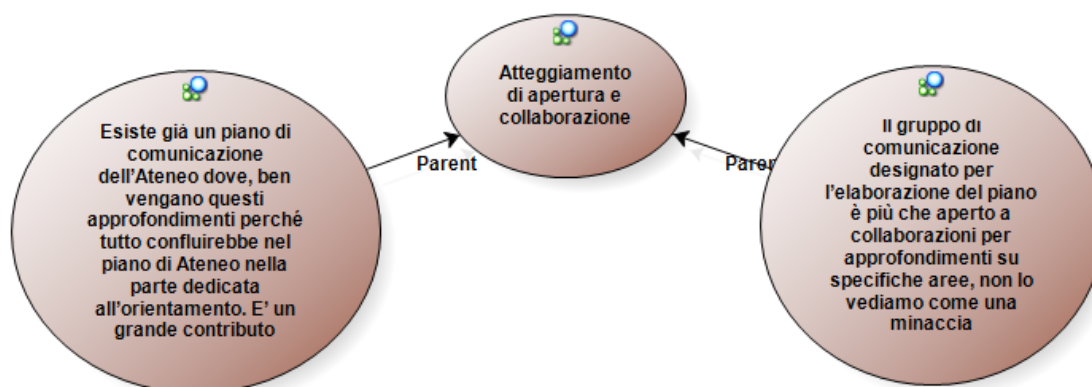 Esiste già un piano di
comunicazione
dell'Ateneo dove, ben
vengano questi
approfondimenti perché
tutto confluirebbe nel
piano di Ateneo nella
parte dedicata
all'orientamento. E' un
grande contributo
Parent
Atteggiamento
di apertura e
collaborazione
Paren
Il gruppo di
comunicazione
designato per
l'elaborazione del piano
è più che aperto a
collaborazioni per
approfondimenti su
specifiche aree, non lo
vediamo come una
minaccia